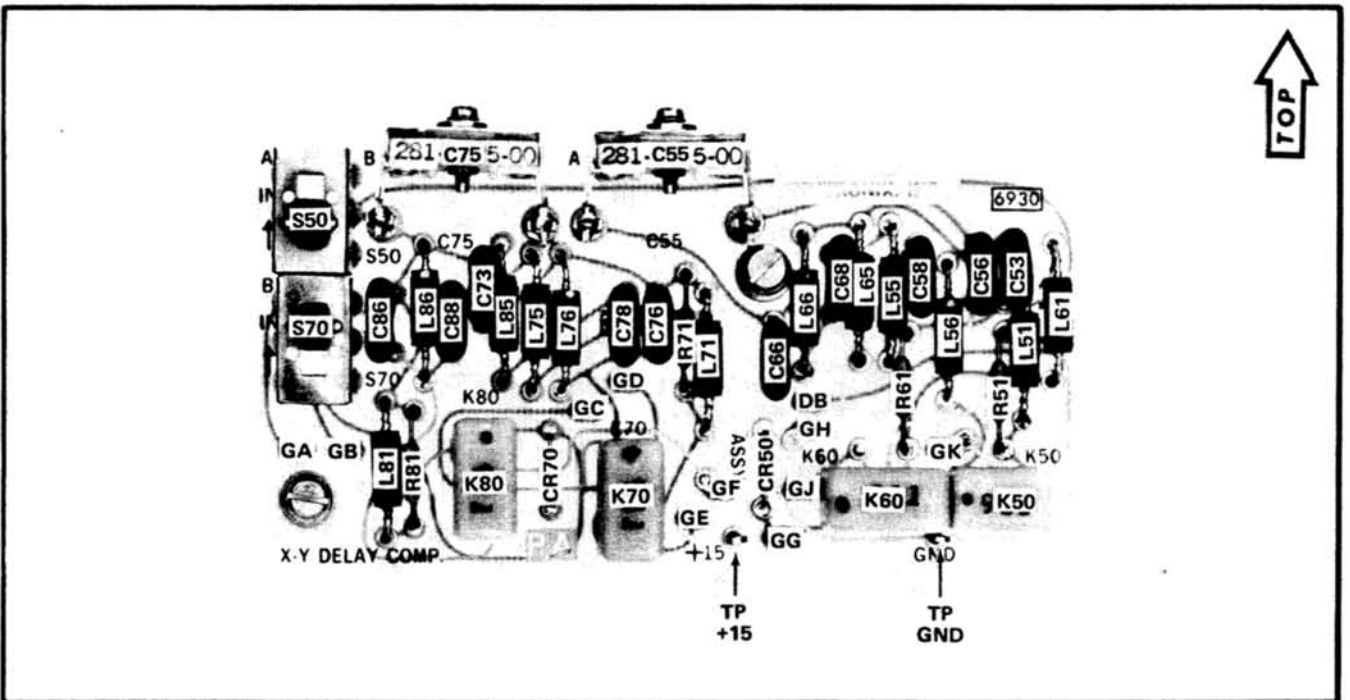 TOP
A
B
281-C75 5-00
A
281-C55 5-00
IN
S50
6930
S50
C75
C55
B
S70
C86
L86
C88
C73
L85
L75
L76
C78
C76
R71
L71
C66
L66
C68
L65
L55
C58
L56
C56
C53
L51
L61
S70
K80
GC
GD
DB
R61
R51
GA
GB
L81
R81
K80
CR70
K70
GF
ASSY
CR50
GH
K60
GJ
GK
K50
K60
K50
GE
GG
X-Y DELAY COMP.
+15
GND
TP
+15
TP
GND